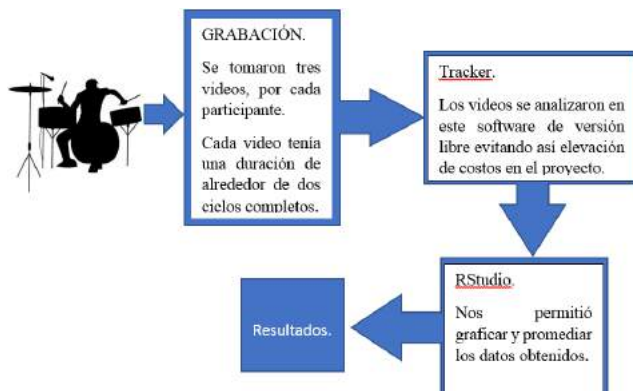 GRABACIÓN.
Se tomaron tres
videos, por cada
participante.
Cada video tenía
una duración de
alrededor de dos
ciclos completos.
Tracker.
Los videos se analizaron en
este software de versión
libre evitando así elevación
de costos en el proyecto.
RStudio.
Nos permitió
graficar y promediar
los datos obtenidos.
Resultados.